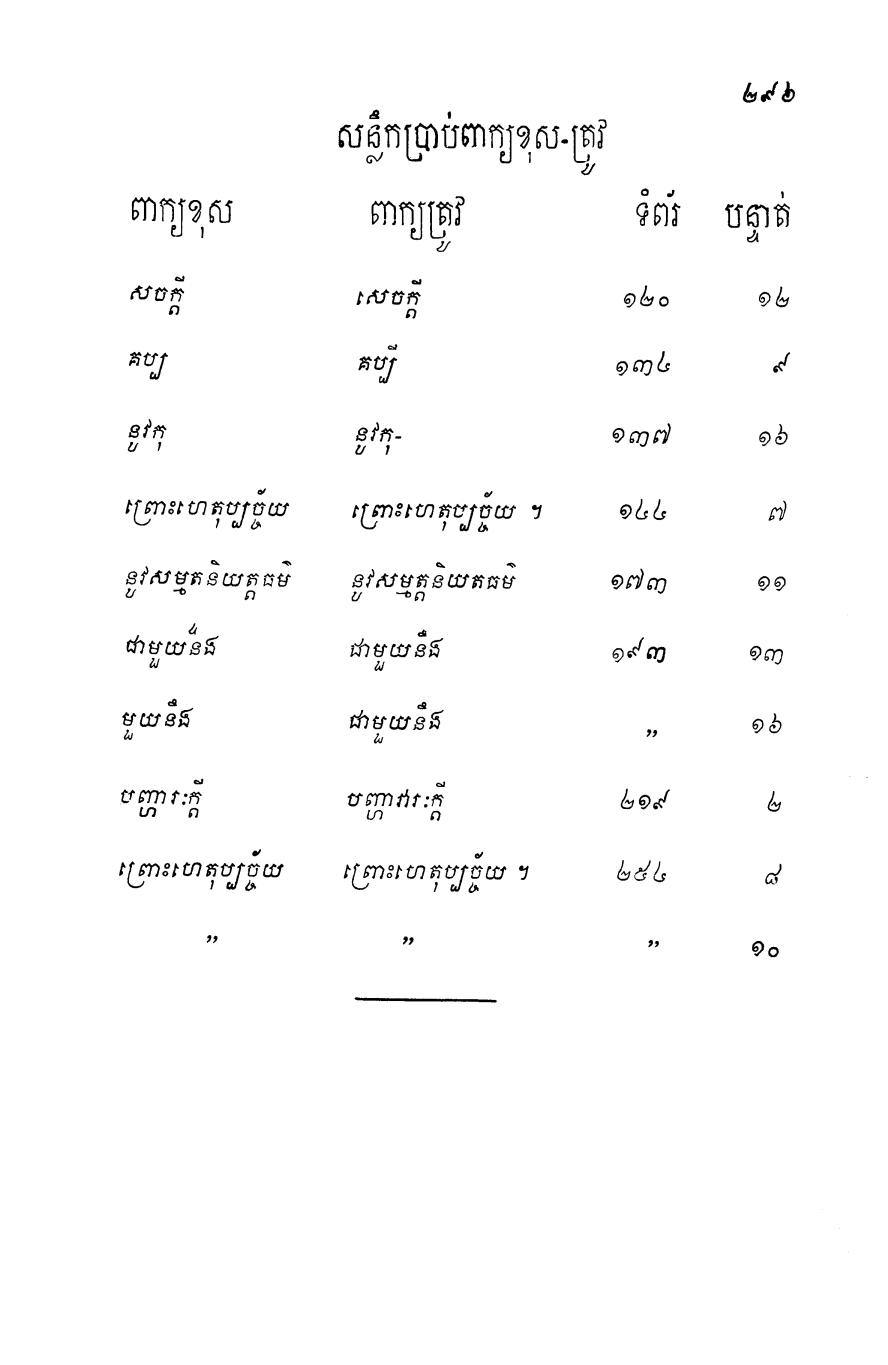 ២៩៦
សន្លឹកប្រាប់ពាក្យខុស-ត្រូវ
ពាក្យខុស ពាក្យត្រូវ ទំព័រ បន្ទាត់
សចក្តី សេចក្តី ១២០ ១២
គប្ប គប្បី ១៣៤ ៩
នូវកុ នូវកុ- ១៣៧ ១៦
ព្រោះហេតុប្បច្ច័យ ព្រោះហេតុប្បច្ច័យ ។ ១៤៤ ៧
នូវសម្មតនិយត្តធម៌ នូវសម្មត្តនិយតធម៌ ១៧៣ ១១
ជាមួយន៉ឹង ជាមួយនឹង ១៩៣ ១៣
មួយនឹង ជាមួយនឹង " ១៦
បញ្ហារៈក្តី បញ្ហាវារៈក្តី ២១៩ ២
ព្រោះហេតុប្បច្ច័យ ព្រោះហេតុប្បច្ច័យ ។ ២៥៤ ៨
" " " ១០